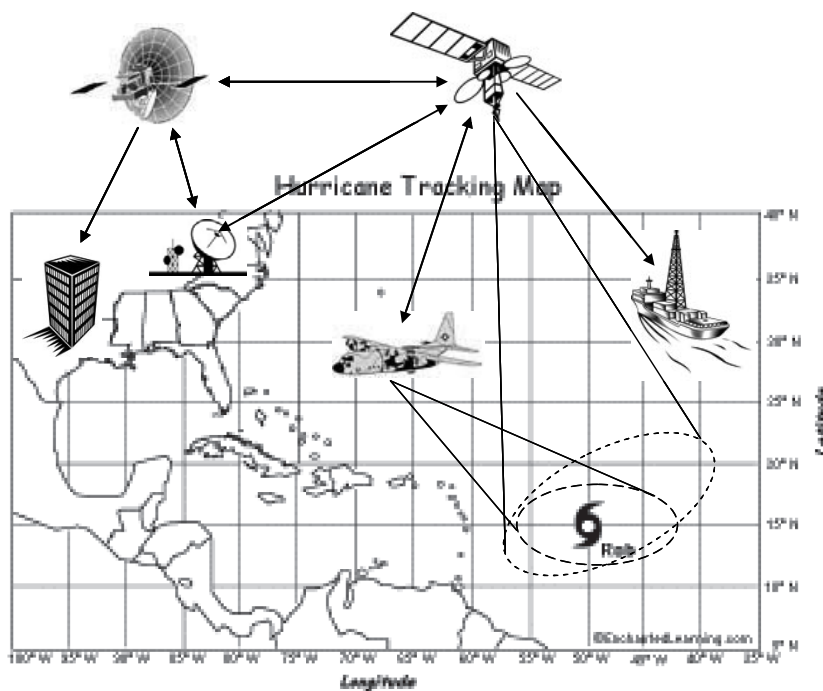 Hurricane Tracking Map
40° N
35° N
30° N
25° N
20° N
15° N
10° N
5° N
Latitude
Rob
©EnchantedLearning.com
100° W 95° W 90° W 85° W 80° W 75° W 70° W 65° W 60° W 55° W 50° W 45° W 40° W 35° W
Longitude